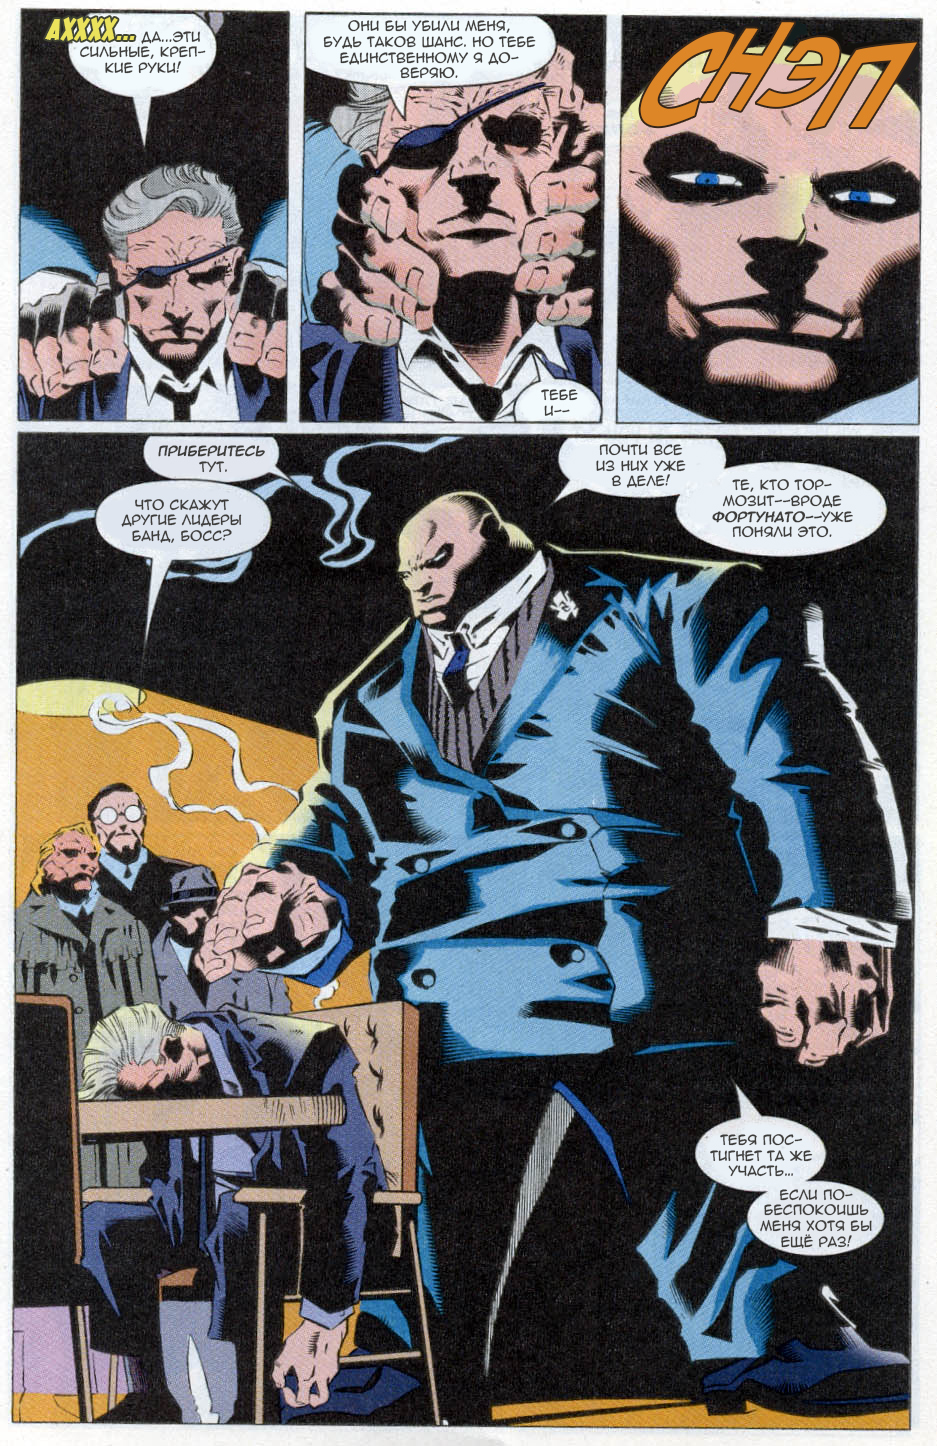 АХХХХ... ДА...ЭТИ
СИЛЬНЫЕ, КРЕП-
КИЕ РУКИ!
ОНИ БЫ УБИЛИ МЕНЯ,
БУДЬ ТАКОВ ШАНС. НО ТЕБЕ
ЕДИНСТВЕННОМУ Я ДО-
ВЕРЯЮ.
ТЕБЕ
И--
СНЭП
ПРИБЕРИТЕСЬ
ТУТ.
ЧТО СКАЖУТ
ДРУГИЕ ЛИДЕРЫ
БАНД, БОСС?
ПОЧТИ ВСЕ
ИЗ НИХ УЖЕ
В ДЕЛЕ!
ТЕ, КТО ТОР-
МОЗИТ--ВРОДЕ
ФОРТУНАТО--УЖЕ
ПОНЯЛИ ЭТО.
ТЕБЯ ПОС-
ТИГНЕТ ТА ЖЕ
УЧАСТЬ...
ЕСЛИ ПО-
БЕСПОКОИШЬ
МЕНЯ ХОТЯ БЫ
ЕЩЁ РАЗ!